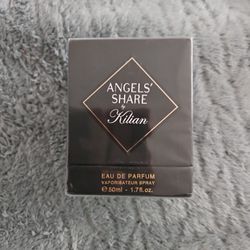 ANGELS'
SHARE
by
Kilian
EAU DE PARFUM
VAPORISATEUR SPRAY
℮50ml - 1.7fl.oz.